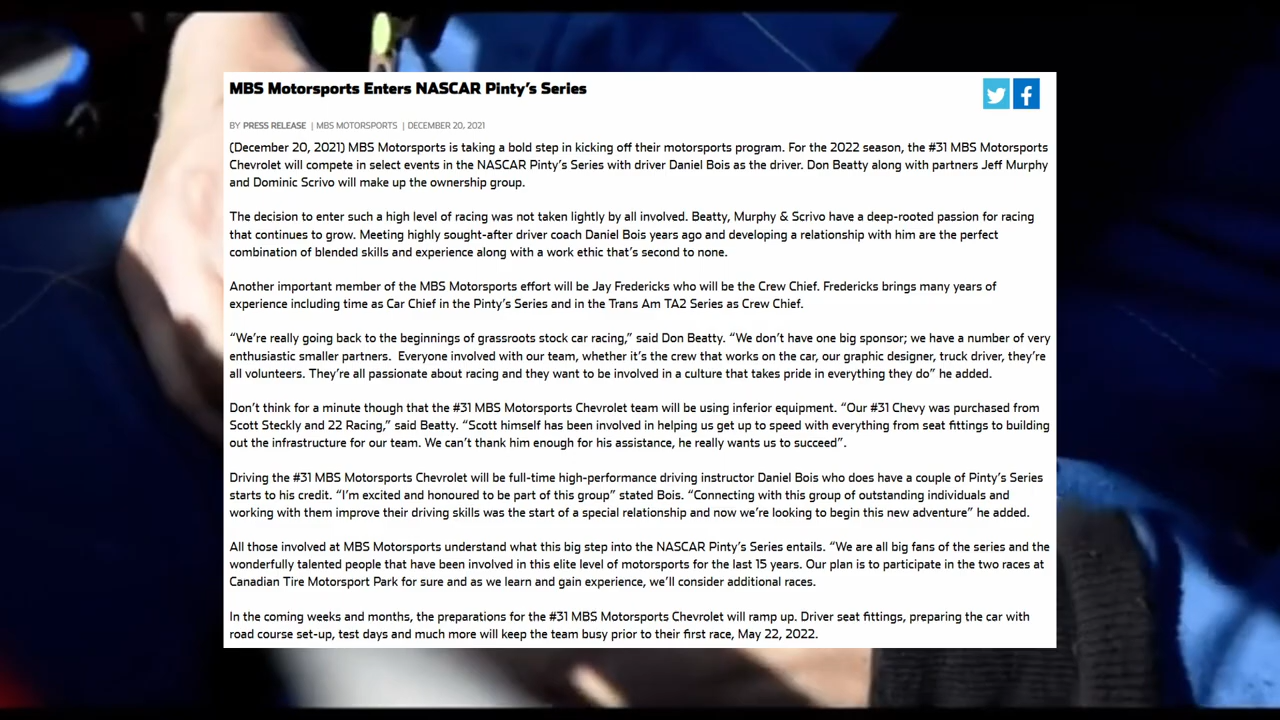 MBS Motorsports Enters NASCAR Pinty's Series
BY PRESS RELEASE | MBS MOTORSPORTS | DECEMBER 20, 2021
(December 20, 2021) MBS Motorsports is taking a bold step in kicking off their motorsports program. For the 2022 season, the #31 MBS Motorsports
Chevrolet will compete in select events in the NASCAR Pinty's Series with driver Daniel Bois as the driver. Don Beatty along with partners Jeff Murphy
and Dominic Scrivo will make up the ownership group.
The decision to enter such a high level of racing was not taken lightly by all involved. Beatty, Murphy & Scrivo have a deep-rooted passion for racing
that continues to grow. Meeting highly sought-after driver coach Daniel Bois years ago and developing a relationship with him are the perfect
combination of blended skills and experience along with a work ethic that's second to none.
Another important member of the MBS Motorsports effort will be Jay Fredericks who will be the Crew Chief. Fredericks brings many years of
experience including time as Car Chief in the Pinty's Series and in the Trans Am TA2 Series as Crew Chief.
“We're really going back to the beginnings of grassroots stock car racing,” said Don Beatty. “We don't have one big sponsor; we have a number of very
enthusiastic smaller partners.  Everyone involved with our team, whether it's the crew that works on the car, our graphic designer, truck driver, they're
all volunteers. They're all passionate about racing and they want to be involved in a culture that takes pride in everything they do” he added.
Don't think for a minute though that the #31 MBS Motorsports Chevrolet team will be using inferior equipment. “Our #31 Chevy was purchased from
Scott Steckly and 22 Racing,” said Beatty. “Scott himself has been involved in helping us get up to speed with everything from seat fittings to building
out the infrastructure for our team. We can't thank him enough for his assistance, he really wants us to succeed”.
Driving the #31 MBS Motorsports Chevrolet will be full-time high-performance driving instructor Daniel Bois who does have a couple of Pinty's Series
starts to his credit. “I'm excited and honoured to be part of this group” stated Bois. “Connecting with this group of outstanding individuals and
working with them improve their driving skills was the start of a special relationship and now we're looking to begin this new adventure” he added.
All those involved at MBS Motorsports understand what this big step into the NASCAR Pinty's Series entails. “We are all big fans of the series and the
wonderfully talented people that have been involved in this elite level of motorsports for the last 15 years. Our plan is to participate in the two races at
Canadian Tire Motorsport Park for sure and as we learn and gain experience, we'll consider additional races.
In the coming weeks and months, the preparations for the #31 MBS Motorsports Chevrolet will ramp up. Driver seat fittings, preparing the car with
road course set-up, test days and much more will keep the team busy prior to their first race, May 22, 2022.